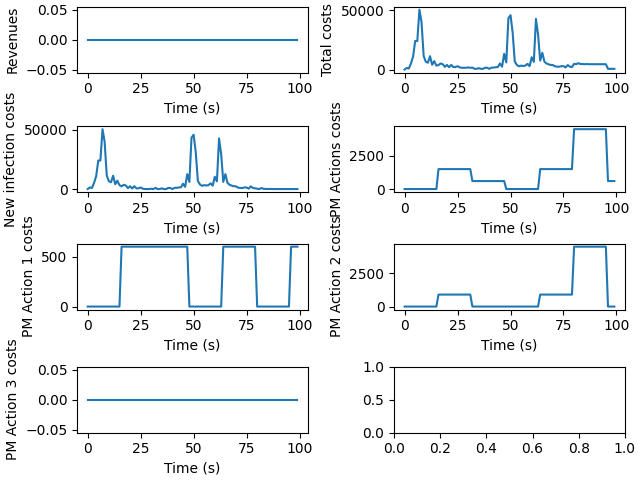 Revenues
0.05
0.00
−0.05
0 25 50 75 100
Time (s)
Total costs
50000
0
0 25 50 75 100
Time (s)
New infection costs
50000
0
0 25 50 75 100
Time (s)
PM Actions costs
2500
0
0 25 50 75 100
Time (s)
PM Action 1 costs
500
0
0 25 50 75 100
Time (s)
PM Action 2 costs
2500
0
0 25 50 75 100
Time (s)
PM Action 3 costs
0.05
0.00
−0.05
0 25 50 75 100
Time (s)
1.0
0.5
0.0
0.0 0.2 0.4 0.6 0.8 1.0